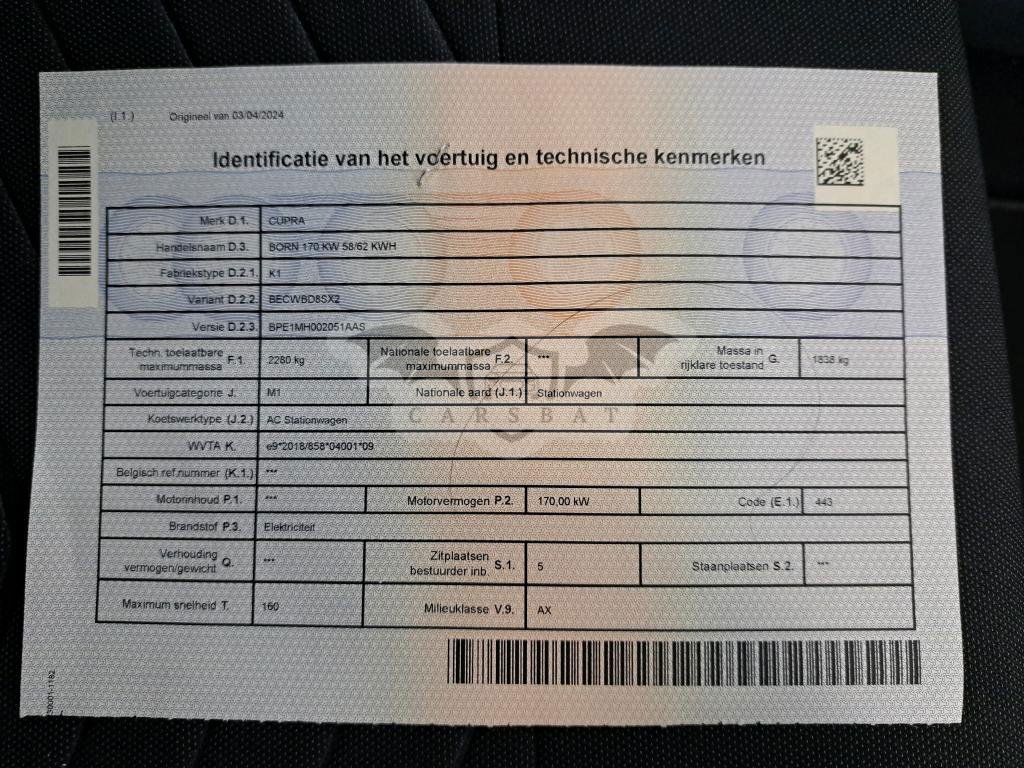 (I.1.) Origineel van 03/04/2024
Identificatie van het voertuig en technische kenmerken
Merk D.1. CUPRA
Handelsnaam D.3. BORN 170 KW 58/62 KWH
Fabriekstype D.2.1. K1
Variant D.2.2. BECWBD8SX2
Versie D.2.3. BPE1MH002051AAS
Techn. toelaatbare maximummassa F.1. 2260 kg Nationale toelaatbare maximummassa F.2. *** Massa in rijklare toestand G. 1838 kg
Voertuigcategorie J. M1 Nationale aard (J.1.) Stationwagen
CARSBAT
Koetswerktype (J.2.) AC Stationwagen
WVTA K. e9*2018/858*04001*09
Belgisch ref.nummer (K.1.) ***
Motorinhoud P.1. *** Motorvermogen P.2. 170,00 kW Code (E.1.) 443
Brandstof P.3. Elektriciteit
Verhouding vermogen/gewicht Q. *** Zitplaatsen bestuurder inb. S.1. 5 Staanplaatsen S.2. ***
Maximum snelheid T. 160 Milieuklasse V.9. AX